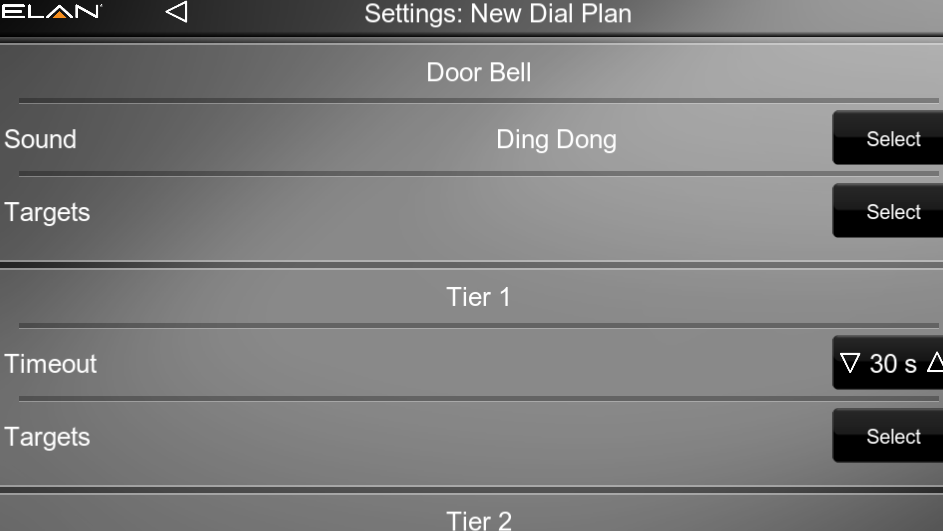 ELAN Settings: New Dial Plan
Door Bell
Sound Ding Dong Select
Targets Select
Tier 1
Timeout 30 s
Targets Select
Tier 2